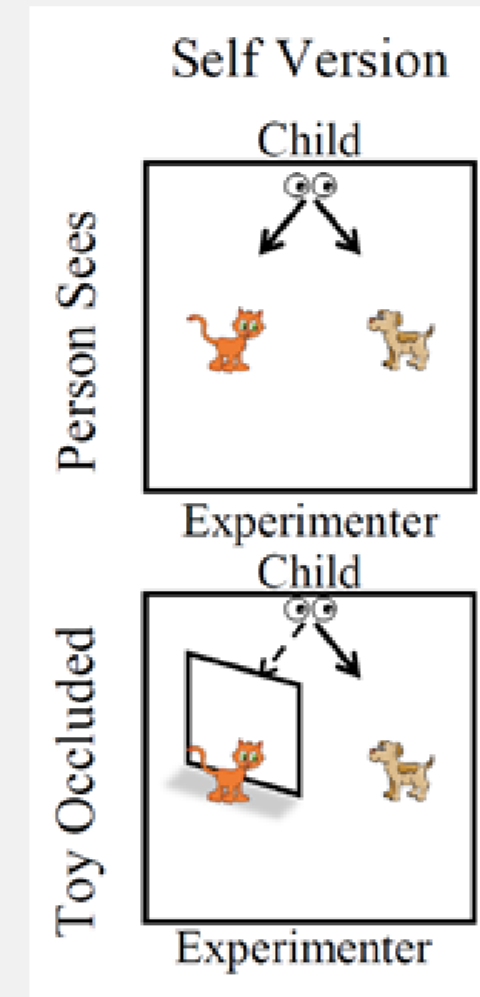 Self Version
Child
Person Sees
Experimenter
Child
Toy Occluded
Experimenter